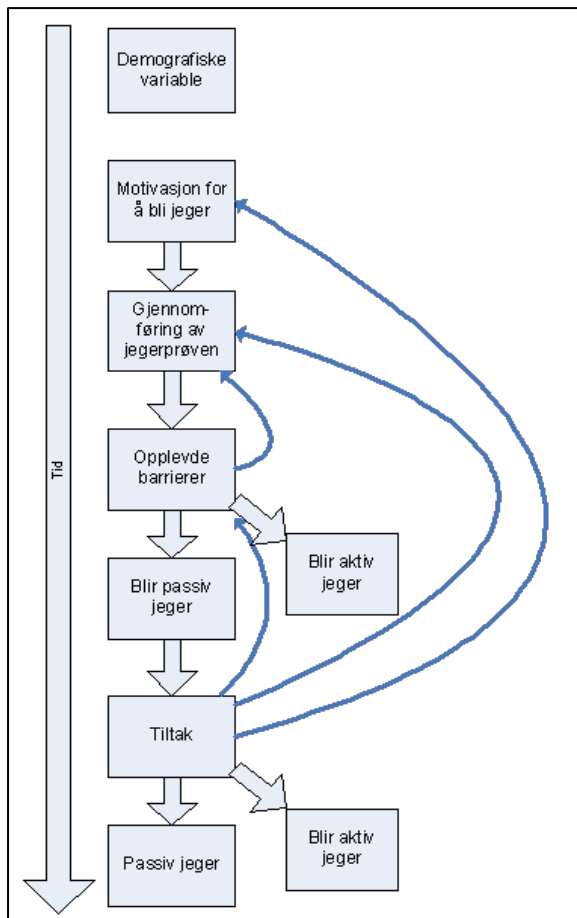 Demografiske
variable
Motivasjon for
å bli jeger
Gjennom-
føring av
jegerprøven
Opplevde
barrierer
Tid
Blir aktiv
jeger
Blir passiv
jeger
Tiltak
Blir aktiv
jeger
Passiv jeger